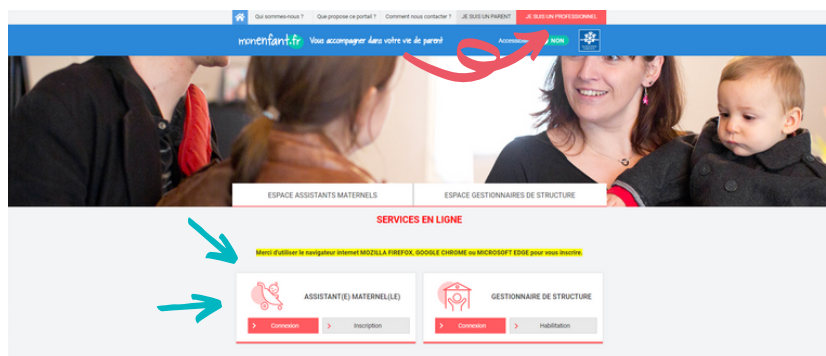 Qui sommes-nous ? Que propose ce portail ? Comment nous contacter ? JE SUIS UN PARENT JE SUIS UN PROFESSIONNEL
monenfant.fr Vous accompagner dans votre vie de parent NON
ESPACE ASSISTANTS MATERNELS ESPACE GESTIONNAIRES DE STRUCTURE
SERVICES EN LIGNE
Merci d'utiliser le navigateur internet MOZILLA FIREFOX, GOOGLE CHROME ou MICROSOFT EDGE pour vous inscrire.
ASSISTANT(E) MATERNEL(LE) GESTIONNAIRE DE STRUCTURE
Connexion Inscription Connexion Habilitation